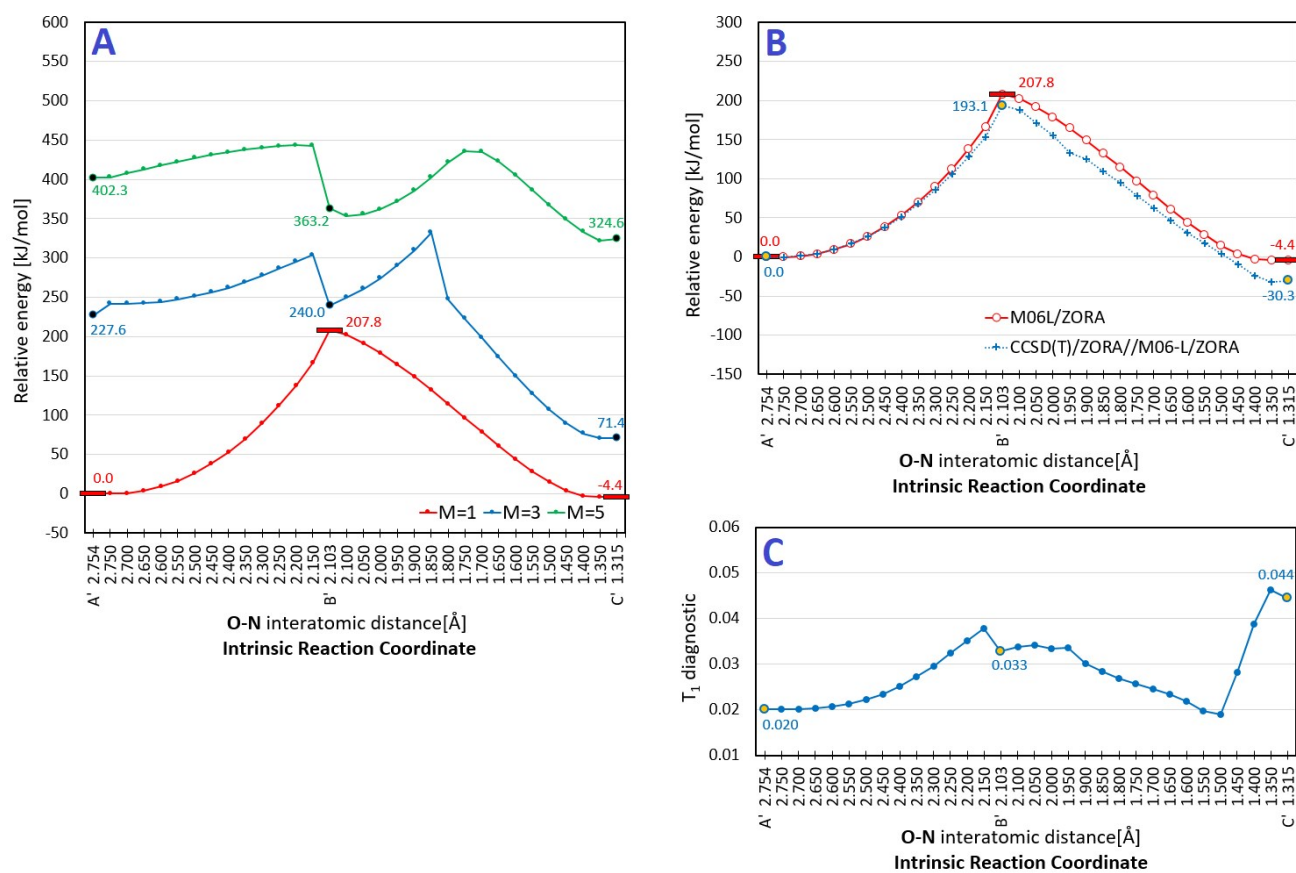 A
Relative energy [kJ/mol]
600
550
500
450
400
350
300
250
200
150
100
50
0
-50
402.3
363.2
324.6
227.6
240.0
207.8
71.4
0.0
-4.4
M=1 M=3 M=5
2.754 2.750 2.700 2.650 2.550 2.500 2.450 2.400 2.350 2.300 2.250 2.200 2.150 2.103 2.100 2.050 2.000 1.950 1.900 1.850 1.800 1.750 1.700 1.650 1.600 1.550 1.500 1.450 1.400 1.350 1.315
A' B' C'
O-N interatomic distance[Å]
Intrinsic Reaction Coordinate
B
Relative energy [kJ/mol]
300
250
200
150
100
50
0
-50
-100
-150
207.8
193.1
0.0
0.0
-4.4
-30.3
M06L/ZORA
CCSD(T)/ZORA//M06-L/ZORA
2.754 2.750 2.700 2.650 2.550 2.500 2.450 2.400 2.350 2.300 2.250 2.200 2.150 2.103 2.100 2.050 2.000 1.950 1.900 1.850 1.800 1.750 1.700 1.650 1.600 1.550 1.500 1.450 1.400 1.350 1.315
A' B' C'
O-N interatomic distance[Å]
Intrinsic Reaction Coordinate
C
T1 diagnostic
0.06
0.05
0.04
0.03
0.02
0.01
0.020
0.033
0.044
2.754 2.750 2.700 2.650 2.550 2.500 2.450 2.400 2.350 2.300 2.250 2.200 2.150 2.103 2.100 2.050 2.000 1.950 1.900 1.850 1.800 1.750 1.700 1.650 1.600 1.550 1.500 1.450 1.400 1.350 1.315
A' B' C'
O-N interatomic distance[Å]
Intrinsic Reaction Coordinate